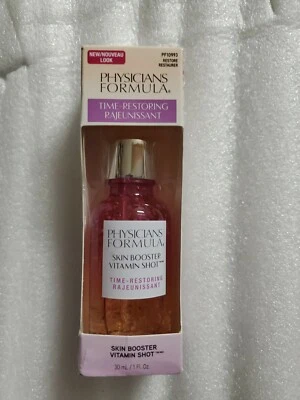 NEW/NOUVEAU
LOOK
PF10993
RESTORE
RESTAURER
PHYSICIANS
FORMULA®
TIME-RESTORING
RAJEUNISSANT
PHYSICIANS
FORMULA®
SKIN BOOSTER
VITAMIN SHOT
TIME-RESTORING
RAJEUNISSANT
SKIN BOOSTER
VITAMIN SHOT
30 mL / 1 Fl. Oz.